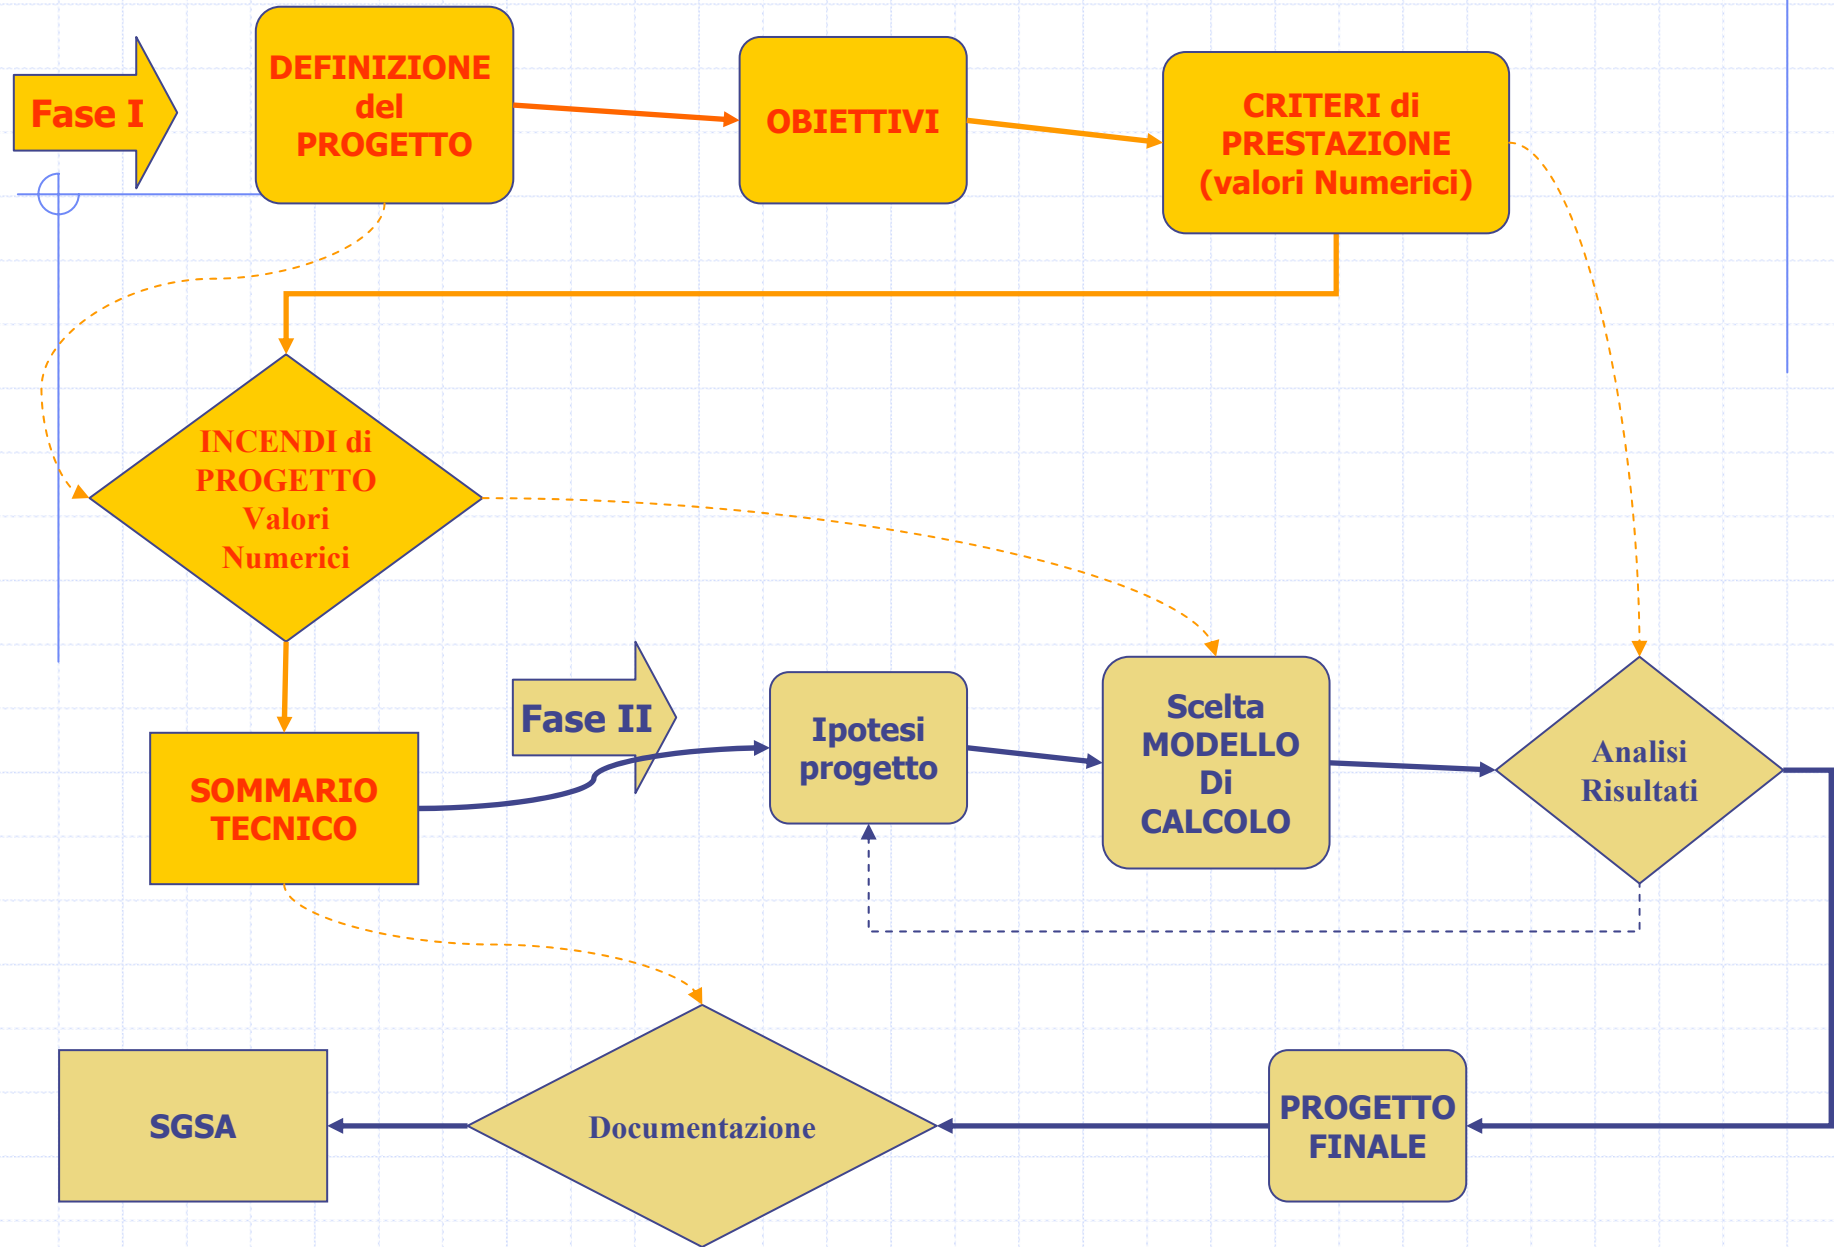 Fase I
DEFINIZIONE
del
PROGETTO
OBIETTIVI
CRITERI di
PRESTAZIONE
(valori Numerici)
INCENDI di
PROGETTO
Valori
Numerici
SOMMARIO
TECNICO
Fase II
Ipotesi
progetto
Scelta
MODELLO
Di
CALCOLO
Analisi
Risultati
SGSA
Documentazione
PROGETTO
FINALE